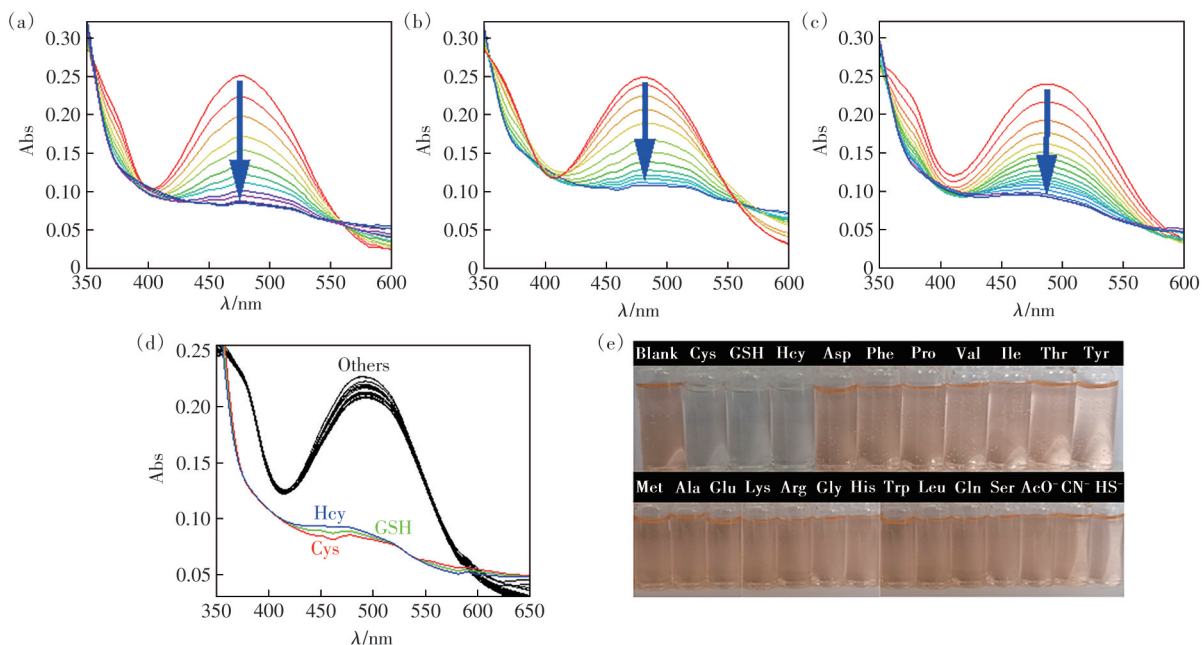 (a)
0.30
0.25
0.20
0.15
0.10
0.05
0
Abs
350 400 450 500 550 600
λ/nm
(b)
0.30
0.25
0.20
0.15
0.10
0.05
0
Abs
350 400 450 500 550 600
λ/nm
(c)
0.30
0.25
0.20
0.15
0.10
0.05
0
Abs
350 400 450 500 550 600
λ/nm
(d)
0.25
0.20
0.15
0.10
0.05
Abs
Others
Hcy
GSH
Cys
350 400 450 500 550 600 650
λ/nm
(e)
Blank Cys GSH Hcy Asp Phe Pro Val Ile Thr Tyr
Met Ala Glu Lys Arg Gly His Trp Leu Gln Ser AcO⁻ CN⁻ HS⁻